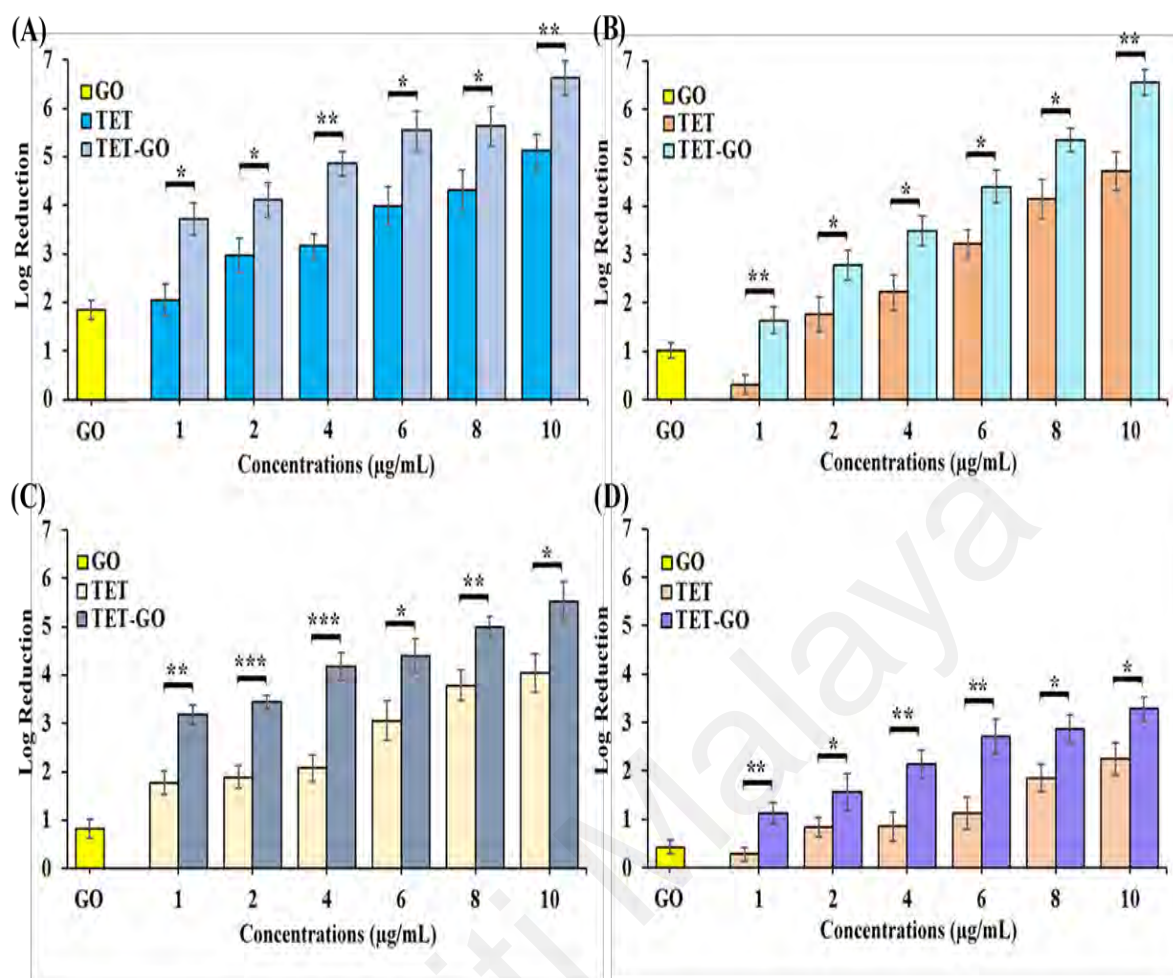 (A)
7
6
5
4
3
2
1
0
Log Reduction
GO
TET
TET-GO
*
*
**
*
*
**
GO 1 2 4 6 8 10
Concentrations (µg/mL)
(B)
7
6
5
4
3
2
1
0
Log Reduction
GO
TET
TET-GO
**
*
*
*
*
**
GO 1 2 4 6 8 10
Concentrations (µg/mL)
(C)
7
6
5
4
3
2
1
0
Log Reduction
GO
TET
TET-GO
**
***
***
*
**
*
GO 1 2 4 6 8 10
Concentrations (µg/mL)
(D)
7
6
5
4
3
2
1
0
Log Reduction
GO
TET
TET-GO
**
*
**
**
*
*
GO 1 2 4 6 8 10
Concentrations (µg/mL)
ti Malaya